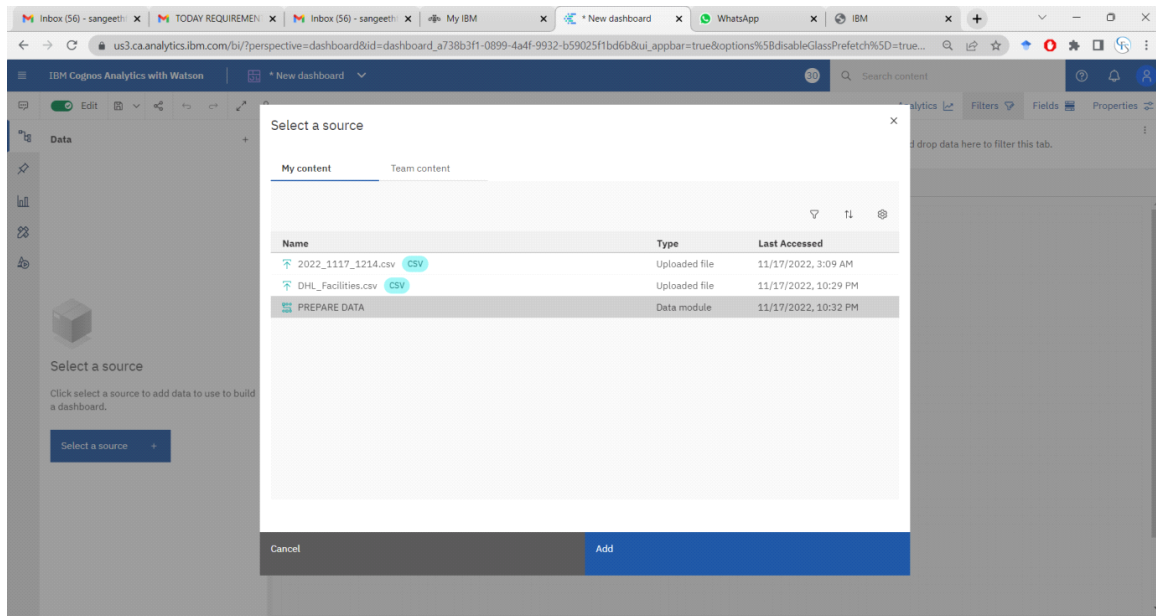 Inbox (56) - sangeeth
TODAY REQUIREMEN
Inbox (56) - sangeeth
My IBM
* New dashboard
WhatsApp
IBM
us3.ca.analytics.ibm.com/bi/?perspective=dashboard&id=dashboard_a738b3f1-0899-4a4f-9932-b59025f1bd6b&ui_appbar=true&options%5BdisableGlassPrefetch%5D=true...
IBM Cognos Analytics with Watson
* New dashboard
30
Search content
Edit
Analytics
Filters
Fields
Properties
Data
d drop data here to filter this tab.
Select a source
My content
Team content
Name Type Last Accessed
2022_1117_1214.csv CSV Uploaded file 11/17/2022, 3:09 AM
DHL_Facilities.csv CSV Uploaded file 11/17/2022, 10:29 PM
PREPARE DATA Data module 11/17/2022, 10:32 PM
Select a source
Click select a source to add data to use to build
a dashboard.
Select a source +
Cancel
Add